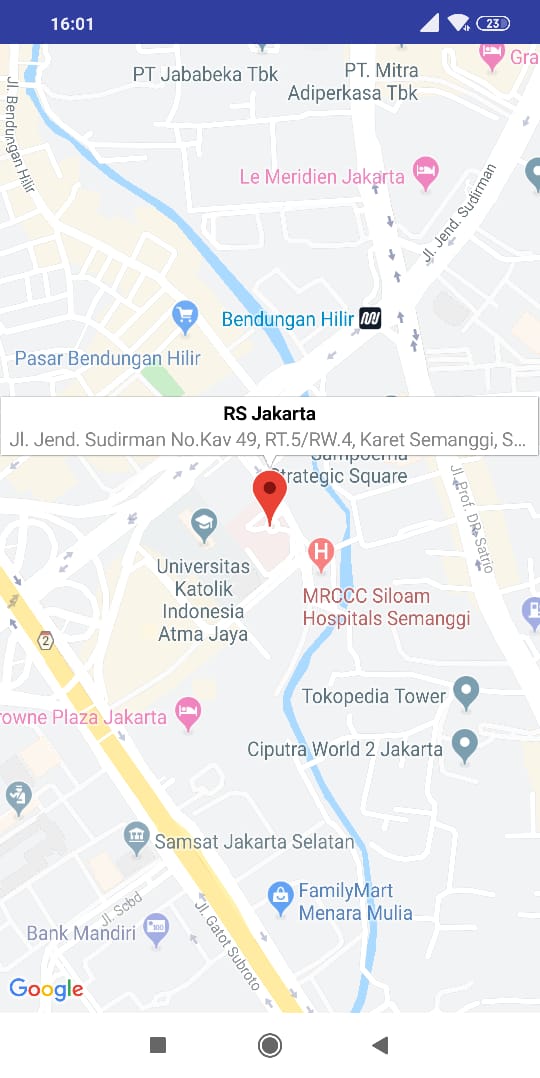 16:01
23
PT Jababeka Tbk
PT. Mitra
Adiperkasa Tbk
Gra
Jl. Bendungan Hilir
Le Meridien Jakarta
Jl. Jend. Sudirman
Bendungan Hilir
Pasar Bendungan Hilir
RS Jakarta
Jl. Jend. Sudirman No.Kav 49, RT.5/RW.4, Karet Semanggi, S...
Sampoerna
Strategic Square
Jl. Prof. DR. Satrio
Universitas
Katolik
Indonesia
Atma Jaya
H
MRCCC Siloam
Hospitals Semanggi
2
Tokopedia Tower
rowne Plaza Jakarta
Ciputra World 2 Jakarta
Samsat Jakarta Selatan
FamilyMart
Menara Mulia
Jl. Scbd
Jl. Gatot Subroto
Bank Mandiri
Google